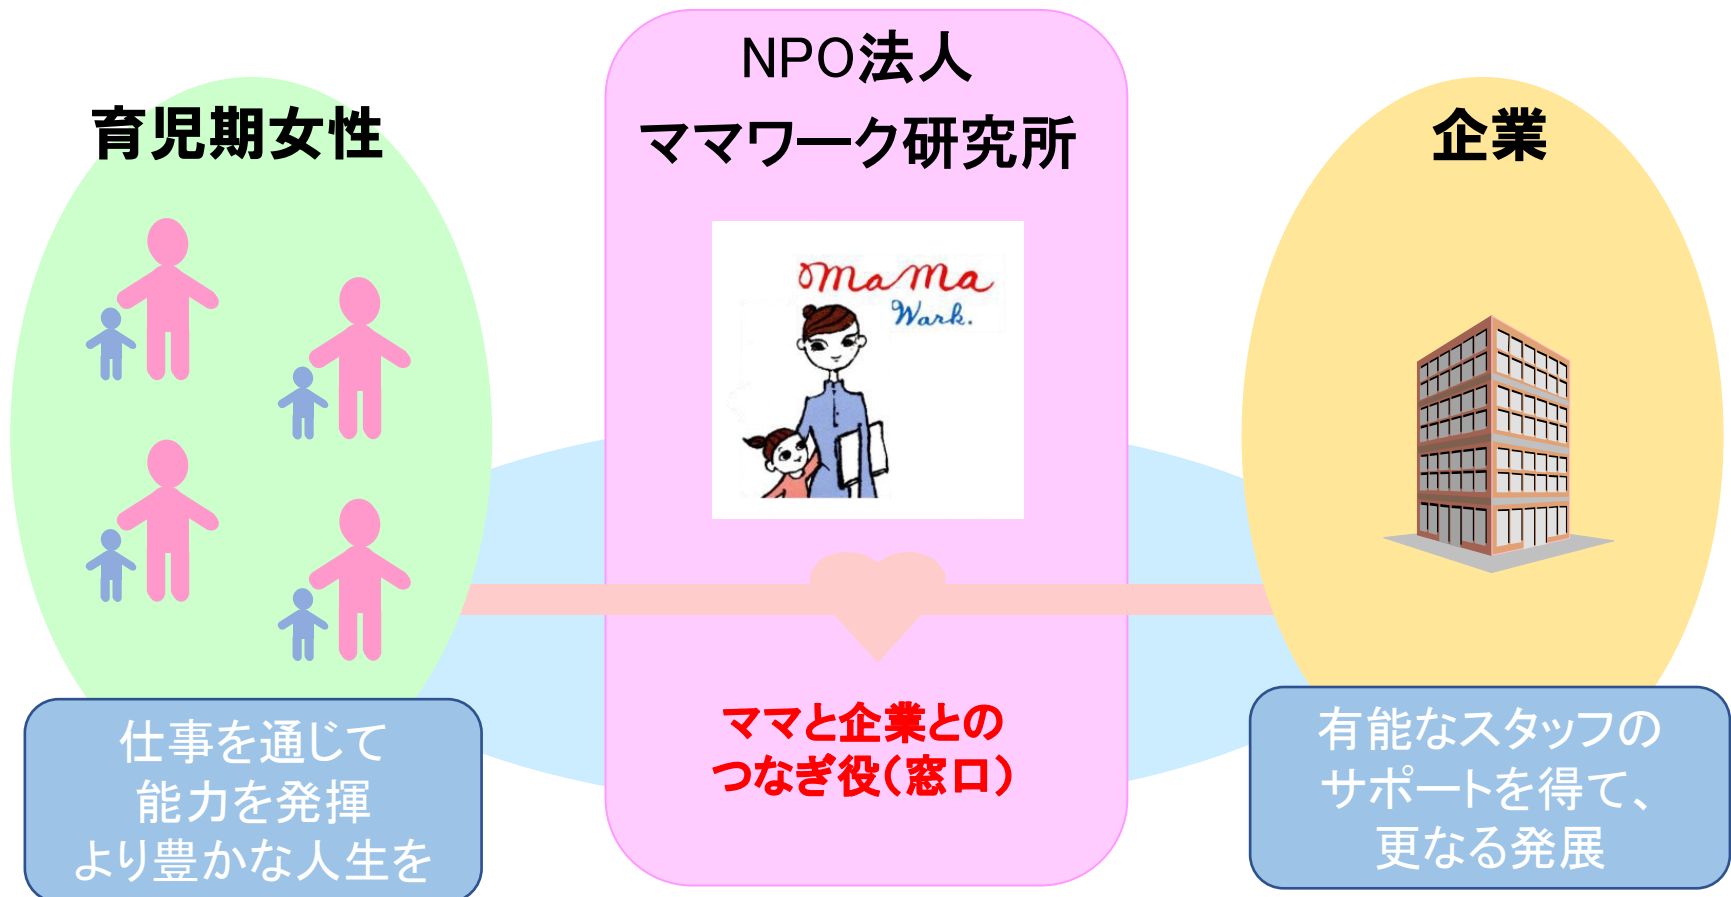 育児期女性
仕事を通じて
能力を発揮
より豊かな人生を
NPO法人
ママワーク研究所
mama
Wark.
ママと企業との
つなぎ役（窓口）
企業
有能なスタッフの
サポートを得て、
更なる発展